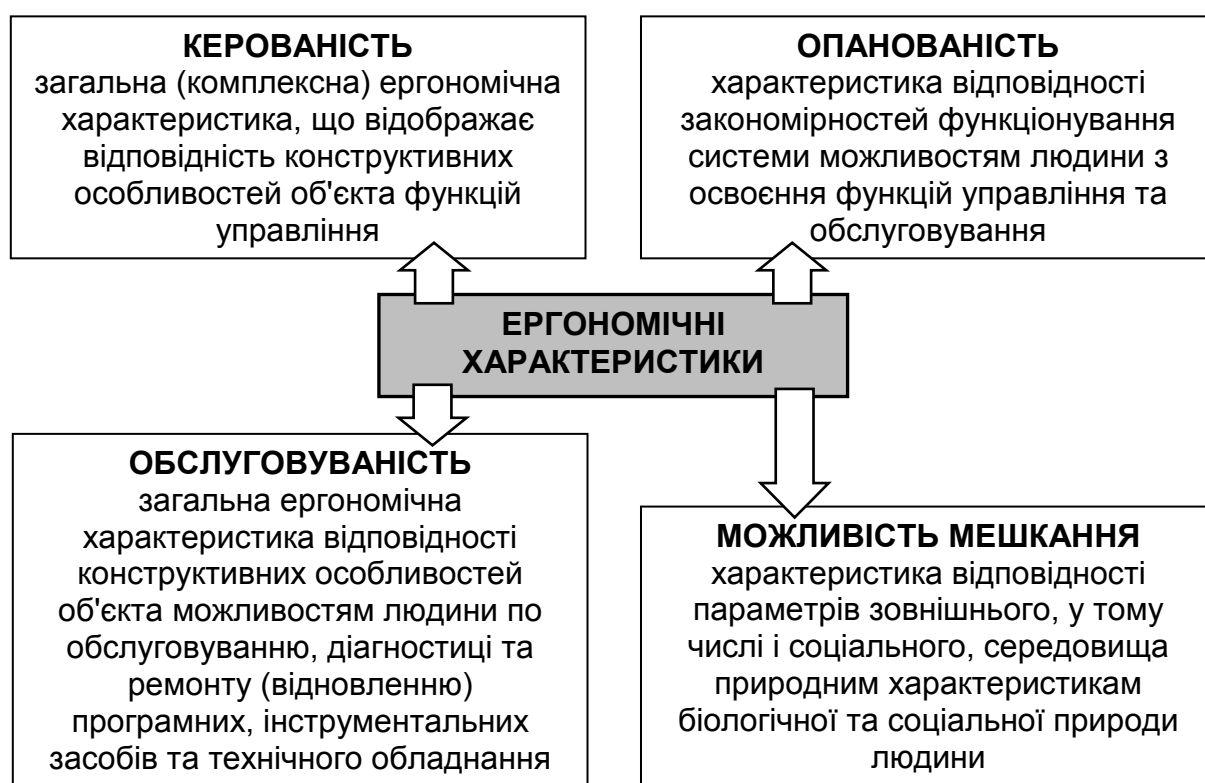 КЕРОВАНІСТЬ
загальна (комплексна) ергономічна
характеристика, що відображає
відповідність конструктивних
особливостей об'єкта функцій
управління
ОПАНОВАНІСТЬ
характеристика відповідності
закономірностей функціонування
системи можливостям людини з
освоєння функцій управління та
обслуговування
ЕРГОНОМІЧНІ
ХАРАКТЕРИСТИКИ
ОБСЛУГОВУВАНІСТЬ
загальна ергономічна
характеристика відповідності
конструктивних особливостей
об'єкта можливостям людини по
обслуговуванню, діагностиці та
ремонту (відновленню)
програмних, інструментальних
засобів та технічного обладнання
МОЖЛИВІСТЬ МЕШКАННЯ
характеристика відповідності
параметрів зовнішнього, у тому
числі і соціального, середовища
природним характеристикам
біологічної та соціальної природи
людини